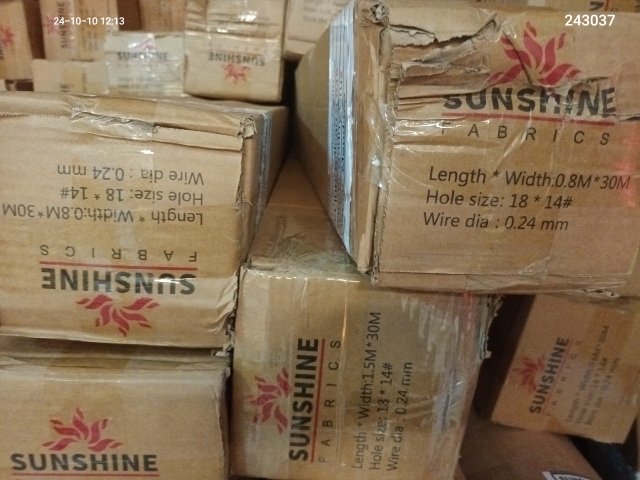 24-10-10 12:13
243037
SUNSHINE
SUNSHINE
FABRICS
Length * Width:0.8M*30M
Hole size: 18 * 14#
Wire dia : 0.24 mm
SUNSHINE
FABRICS
Length * Width:0.8M*30M
Hole size: 18 * 14#
Wire dia : 0.24 mm
SUNSHINE
FABRICS
Length * Width:1.5M*30M
Hole size: 18 * 14#
Wire dia : 0.24 mm
SUNSHINE
SUNSHINE
FABRICS